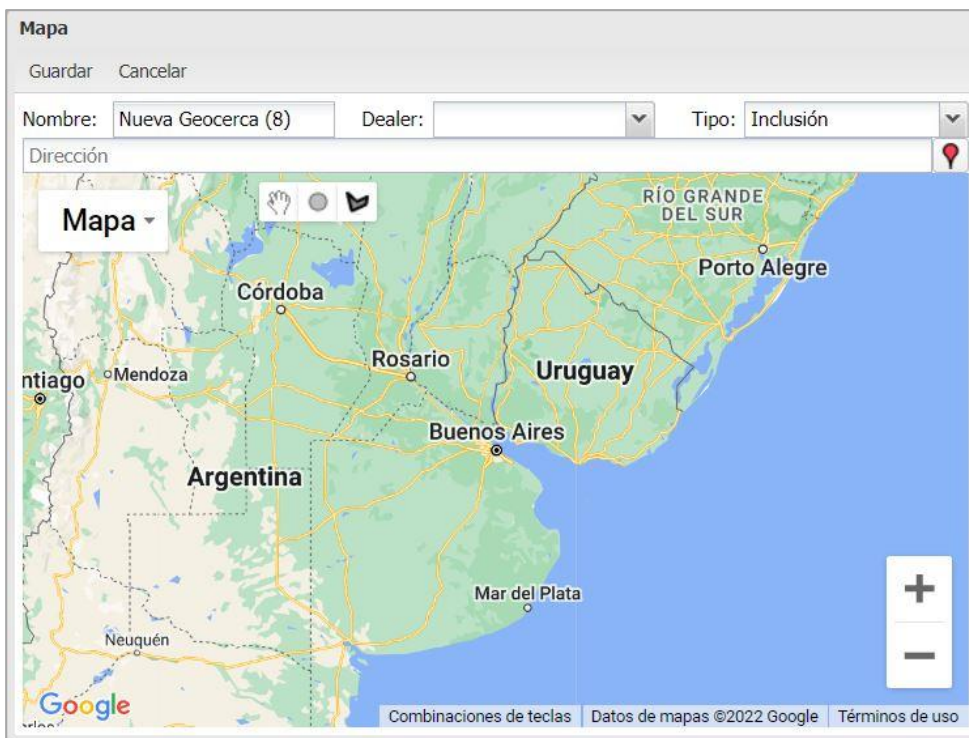 Mapa
Guardar Cancelar
Nombre: Nueva Geocerca (8) Dealer: Tipo: Inclusión
Dirección
Mapa
RÍO GRANDE
DEL SUR
Porto Alegre
Córdoba
Rosario
Uruguay
ntiago
Mendoza
Buenos Aires
Argentina
Mar del Plata
Neuquén
Google
Combinaciones de teclas Datos de mapas ©2022 Google Términos de uso